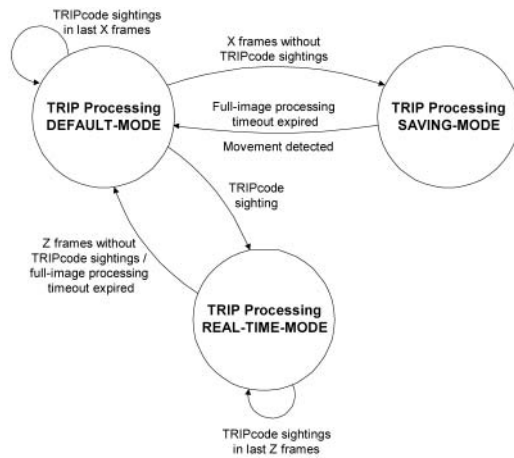 TRIPcode sightings
in last X frames
X frames without
TRIPcode sightings
TRIP Processing
DEFAULT-MODE
Full-image processing
timeout expired
Movement detected
TRIP Processing
SAVING-MODE
TRIPcode
sighting
Z frames without
TRIPcode sightings /
full-image processing
timeout expired
TRIP Processing
REAL-TIME-MODE
TRIPcode sightings
in last Z frames